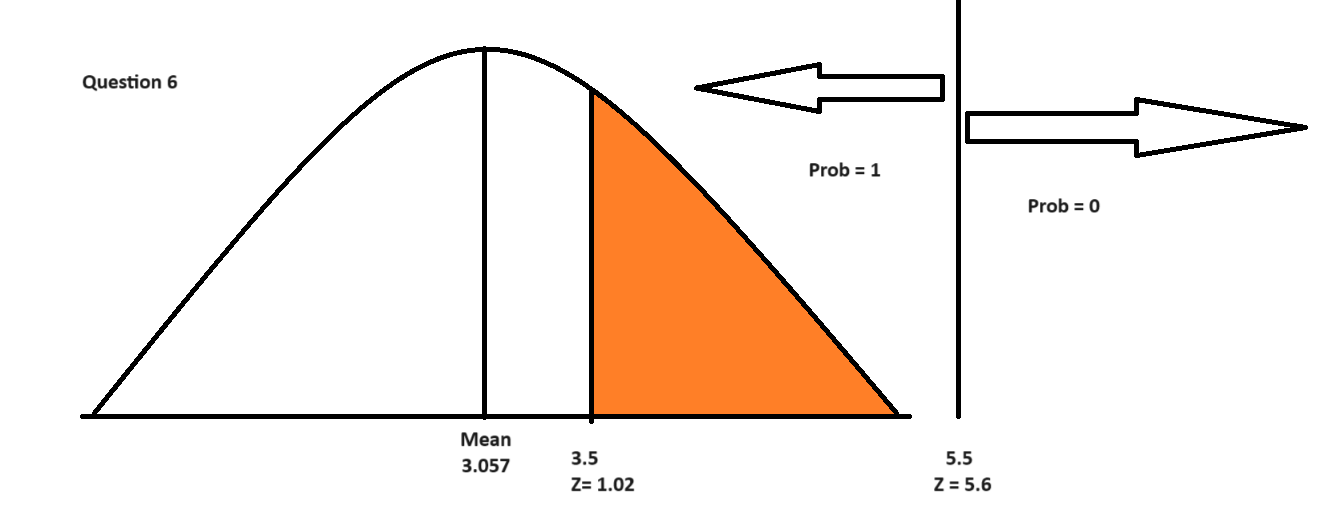 Question 6
Prob = 1
Prob = 0
Mean
3.057
3.5
Z= 1.02
5.5
Z = 5.6